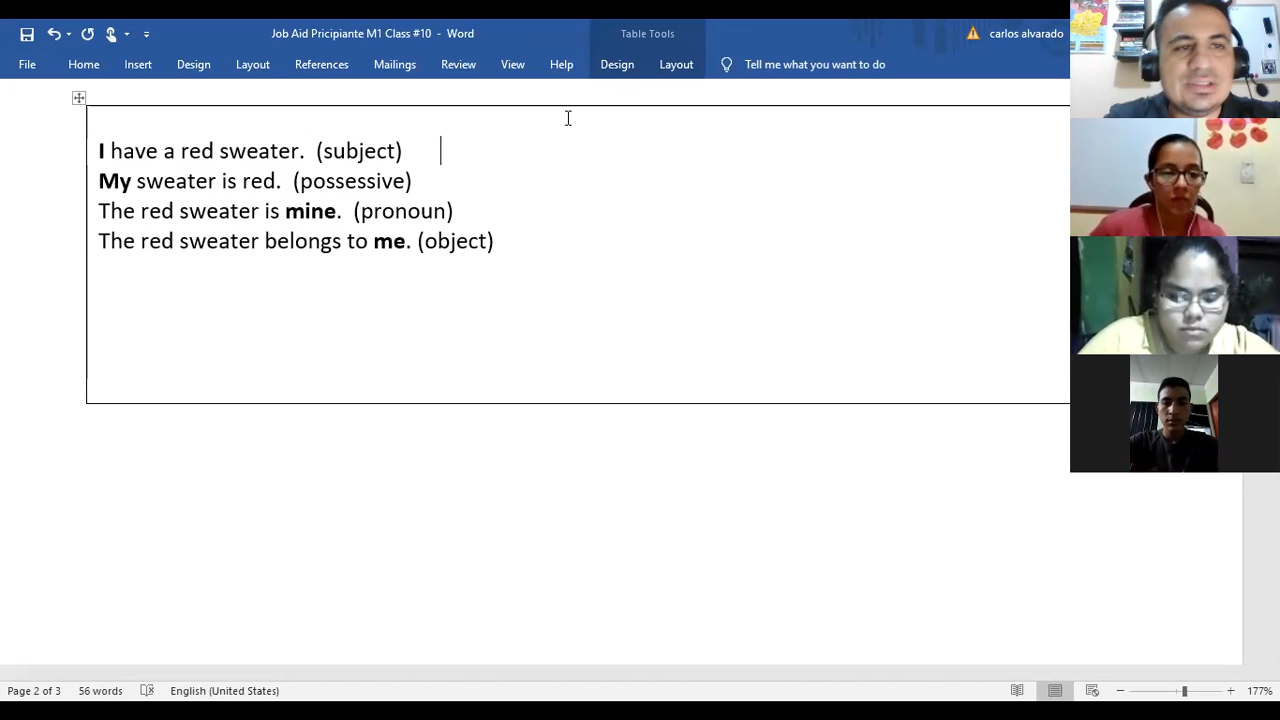 Job Aid Pricipiante M1 Class #10 - Word
Table Tools
carlos alvarado
File Home Insert Design Layout References Mailings Review View Help Design Layout Tell me what you want to do
I have a red sweater. (subject)
My sweater is red. (possessive)
The red sweater is mine. (pronoun)
The red sweater belongs to me. (object)
Page 2 of 3 56 words English (United States) 177%